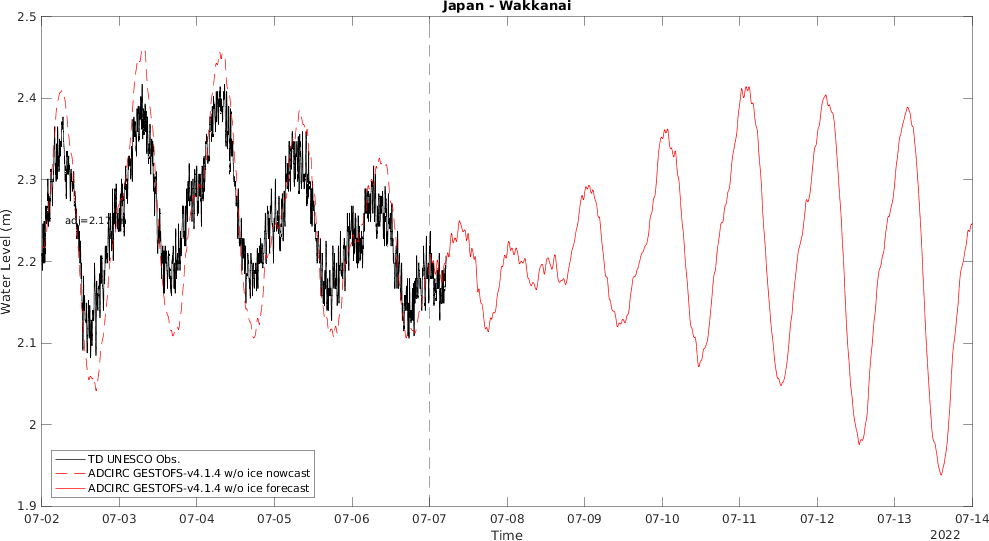 Japan - Wakkanai
Water Level (m)
2.5
2.4
2.3
2.2
2.1
2
1.9
TD UNESCO Obs.
ADCIRC GESTOFS-v4.1.4 w/o ice nowcast
ADCIRC GESTOFS-v4.1.4 w/o ice forecast
07-02 07-03 07-04 07-05 07-06 07-07 07-08 07-09 07-10 07-11 07-12 07-13 07-14
Time
2022